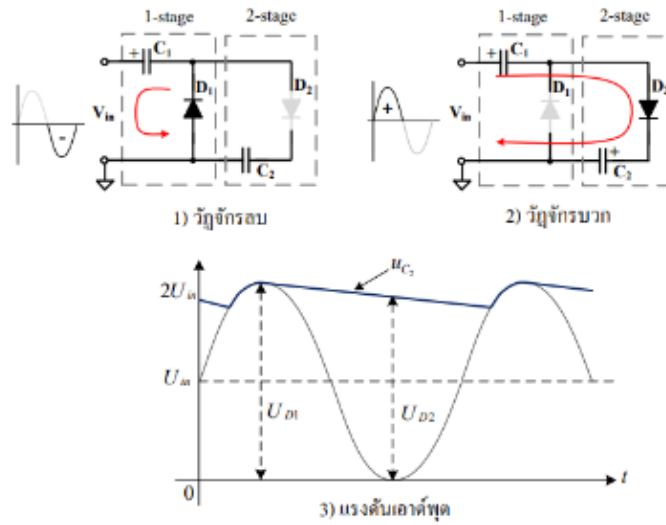 1-stage
2-stage
+ C1
D1
D2
Vin
-
C2
1) วัฏจักรลบ
1-stage
2-stage
+ C1
D1
D2
Vin
+
+
C2
2) วัฏจักรบวก
uC2
2Uin
Uin
UD1
UD2
0
t
3) แรงดันเอาต์พุต